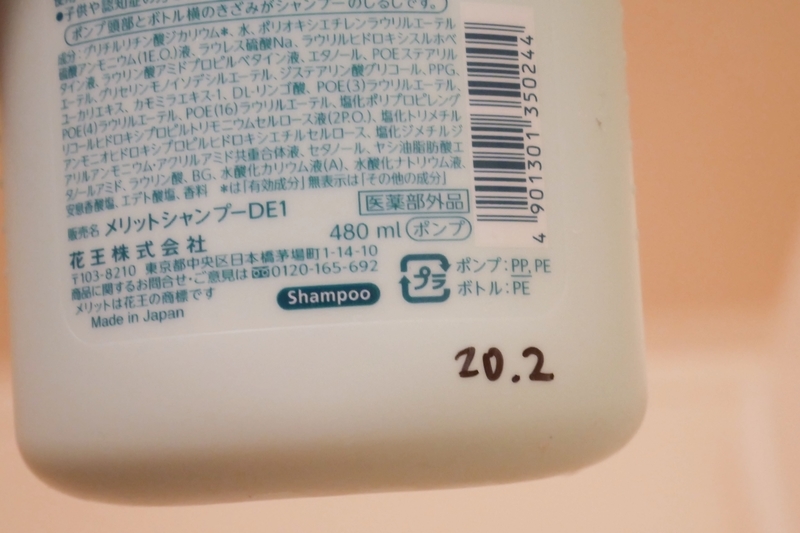 ●子供や認知症の方
ポンプ頭部とボトル横のきざみがシャンプーのしるしです。
成分：グリチルリチン酸ジカリウム*、水、ポリオキシエチレンラウリルエーテル
硫酸アンモニウム(1E.O.)液、ラウレス硫酸Na、ラウリルヒドロキシスルホベ
タイン液、ラウリン酸アミドプロピルベタイン液、エタノール、POEステアリル
エーテル、グリセリンモノイソデシルエーテル、ジステアリン酸グリコール、PPG、
ユーカリエキス、カモミラエキス-1、DL-リンゴ酸、POE(3)ラウリルエーテル、
POE(4)ラウリルエーテル、POE(16)ラウリルエーテル、塩化ポリプロピレング
リコールヒドロキシプロピルトリモニウムセルロース液(2P.O.)、塩化トリメチル
アンモニオヒドロキシプロピルヒドロキシエチルセルロース、塩化ジメチルジ
アリルアンモニウム・アクリルアミド共重合体液、セタノール、ヤシ油脂肪酸エ
タノールアミド、ラウリン酸、BG、水酸化カリウム液(A)、水酸化ナトリウム液、
安息香酸塩、エデト酸塩、香料 *は「有効成分」無表示は「その他の成分」
医薬部外品
販売名 メリットシャンプーDE1
480 ml ポンプ
花王株式会社
〒103-8210 東京都中央区日本橋茅場町1-14-10
商品に関するお問合せ・ご意見は 0120-165-692
メリットは花王の商標です
Made in Japan
Shampoo
プラ
ポンプ：PP, PE
ボトル：PE
4 901301 350244
20.2